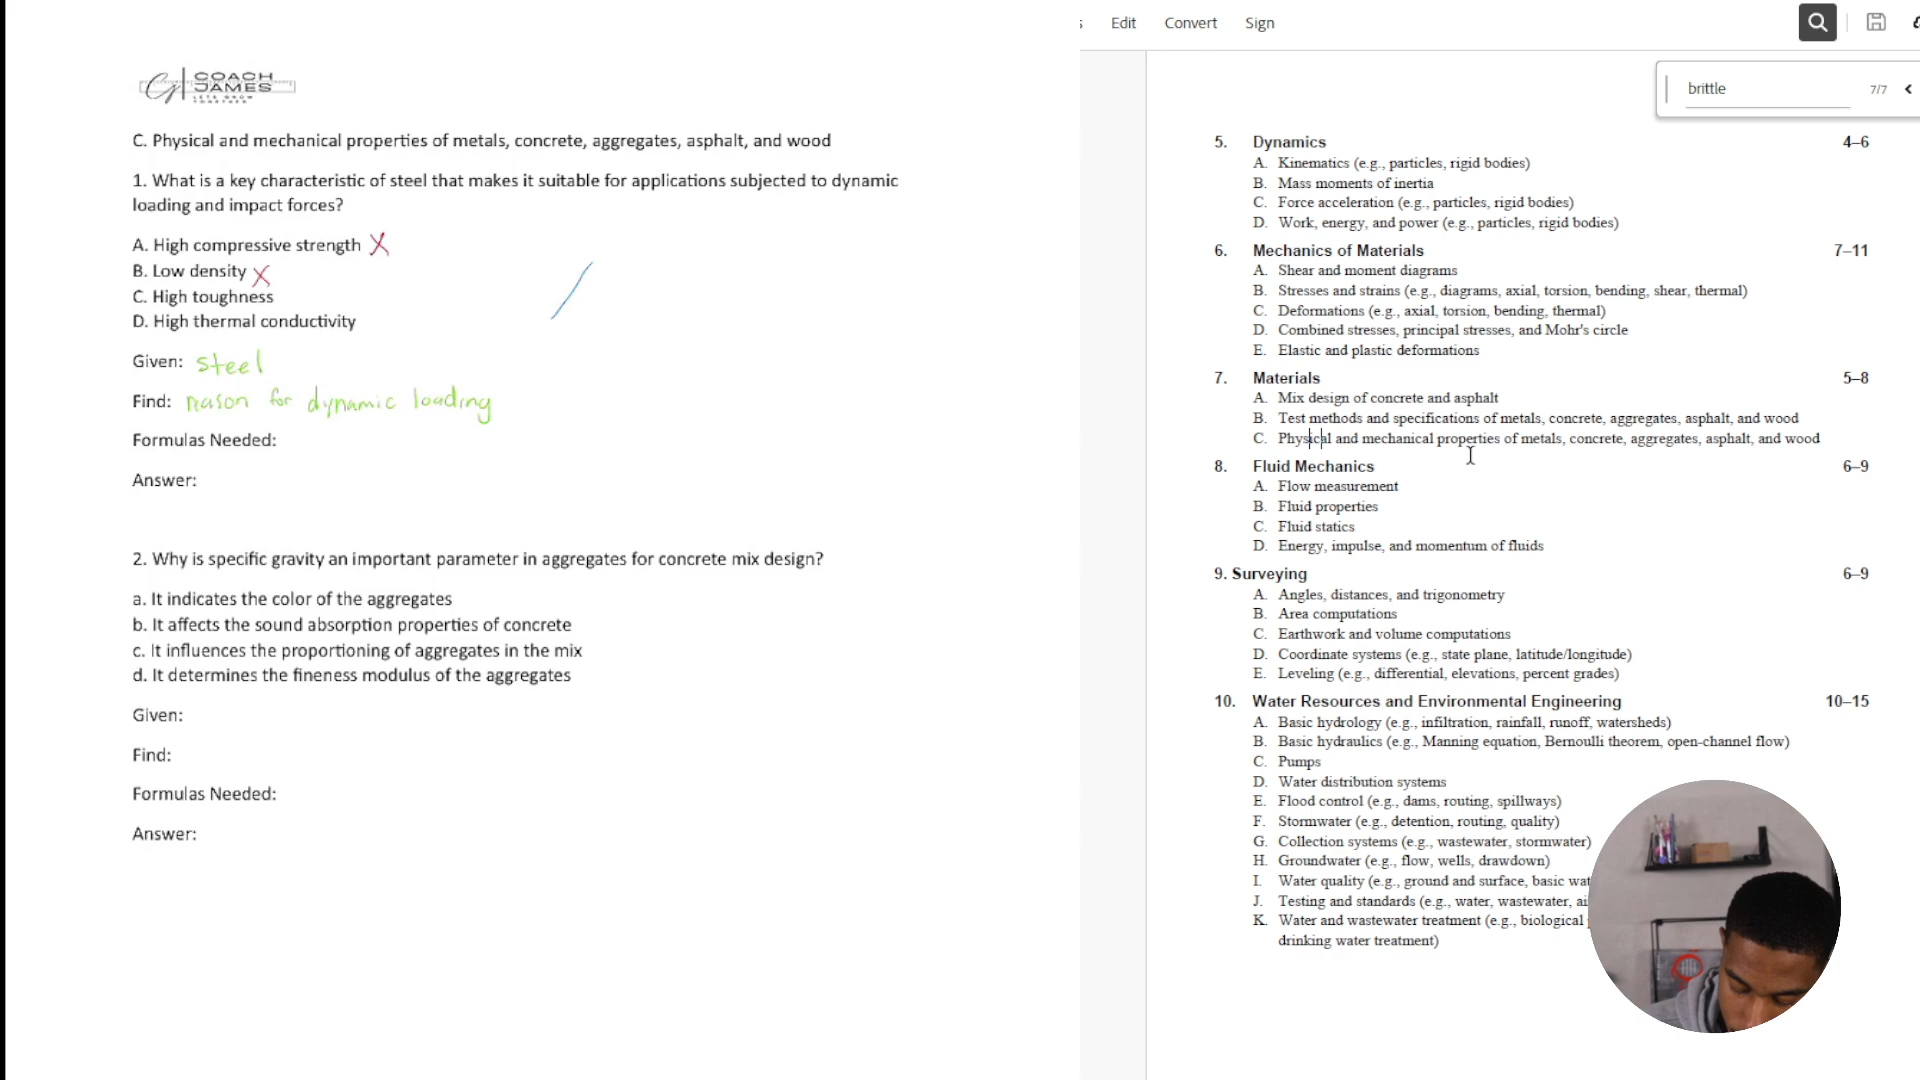 COACH
JAMES
LETS GROW
TOGETHER
C. Physical and mechanical properties of metals, concrete, aggregates, asphalt, and wood
1. What is a key characteristic of steel that makes it suitable for applications subjected to dynamic
loading and impact forces?
A. High compressive strength X
B. Low density X
C. High toughness
D. High thermal conductivity
Given: steel
Find: reason for dynamic loading
Formulas Needed:
Answer:
2. Why is specific gravity an important parameter in aggregates for concrete mix design?
a. It indicates the color of the aggregates
b. It affects the sound absorption properties of concrete
c. It influences the proportioning of aggregates in the mix
d. It determines the fineness modulus of the aggregates
Given:
Find:
Formulas Needed:
Answer:
Edit Convert Sign
brittle 7/7
5. Dynamics 4–6
A. Kinematics (e.g., particles, rigid bodies)
B. Mass moments of inertia
C. Force acceleration (e.g., particles, rigid bodies)
D. Work, energy, and power (e.g., particles, rigid bodies)
6. Mechanics of Materials 7–11
A. Shear and moment diagrams
B. Stresses and strains (e.g., diagrams, axial, torsion, bending, shear, thermal)
C. Deformations (e.g., axial, torsion, bending, thermal)
D. Combined stresses, principal stresses, and Mohr's circle
E. Elastic and plastic deformations
7. Materials 5–8
A. Mix design of concrete and asphalt
B. Test methods and specifications of metals, concrete, aggregates, asphalt, and wood
C. Physical and mechanical properties of metals, concrete, aggregates, asphalt, and wood
8. Fluid Mechanics 6–9
A. Flow measurement
B. Fluid properties
C. Fluid statics
D. Energy, impulse, and momentum of fluids
9. Surveying 6–9
A. Angles, distances, and trigonometry
B. Area computations
C. Earthwork and volume computations
D. Coordinate systems (e.g., state plane, latitude/longitude)
E. Leveling (e.g., differential, elevations, percent grades)
10. Water Resources and Environmental Engineering 10–15
A. Basic hydrology (e.g., infiltration, rainfall, runoff, watersheds)
B. Basic hydraulics (e.g., Manning equation, Bernoulli theorem, open-channel flow)
C. Pumps
D. Water distribution systems
E. Flood control (e.g., dams, routing, spillways)
F. Stormwater (e.g., detention, routing, quality)
G. Collection systems (e.g., wastewater, stormwater)
H. Groundwater (e.g., flow, wells, drawdown)
I. Water quality (e.g., ground and surface, basic wat
J. Testing and standards (e.g., water, wastewater, ai
K. Water and wastewater treatment (e.g., biological
drinking water treatment)